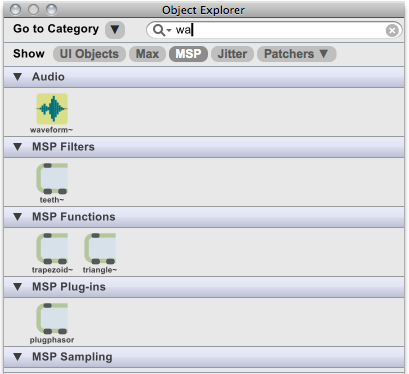 Object Explorer
Go to Category ▼ wa
Show UI Objects Max MSP Jitter Patchers ▼
▼ Audio
waveform~
▼ MSP Filters
teeth~
▼ MSP Functions
trapezoid~ triangle~
▼ MSP Plug-ins
plugphasor
▼ MSP Sampling